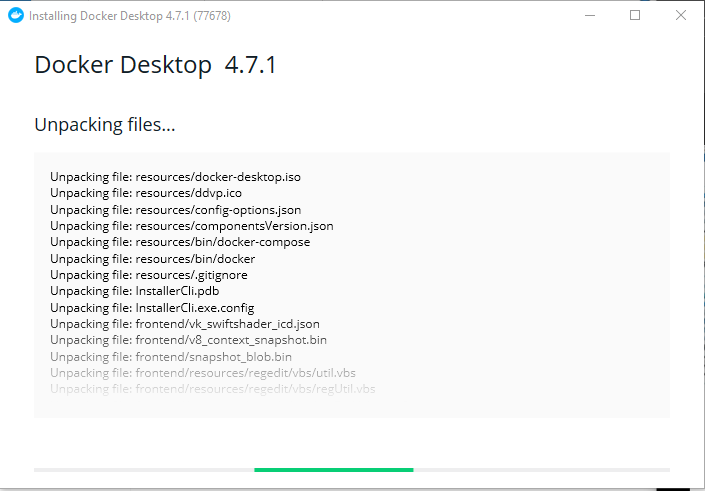 Installing Docker Desktop 4.7.1 (77678)
Docker Desktop 4.7.1
Unpacking files...
Unpacking file: resources/docker-desktop.iso
Unpacking file: resources/ddvp.ico
Unpacking file: resources/config-options.json
Unpacking file: resources/componentsVersion.json
Unpacking file: resources/bin/docker-compose
Unpacking file: resources/bin/docker
Unpacking file: resources/.gitignore
Unpacking file: InstallerCli.pdb
Unpacking file: InstallerCli.exe.config
Unpacking file: frontend/vk_swiftshader_icd.json
Unpacking file: frontend/v8_context_snapshot.bin
Unpacking file: frontend/snapshot_blob.bin
Unpacking file: frontend/resources/regedit/vbs/util.vbs
Unpacking file: frontend/resources/regedit/vbs/regUtil.vbs